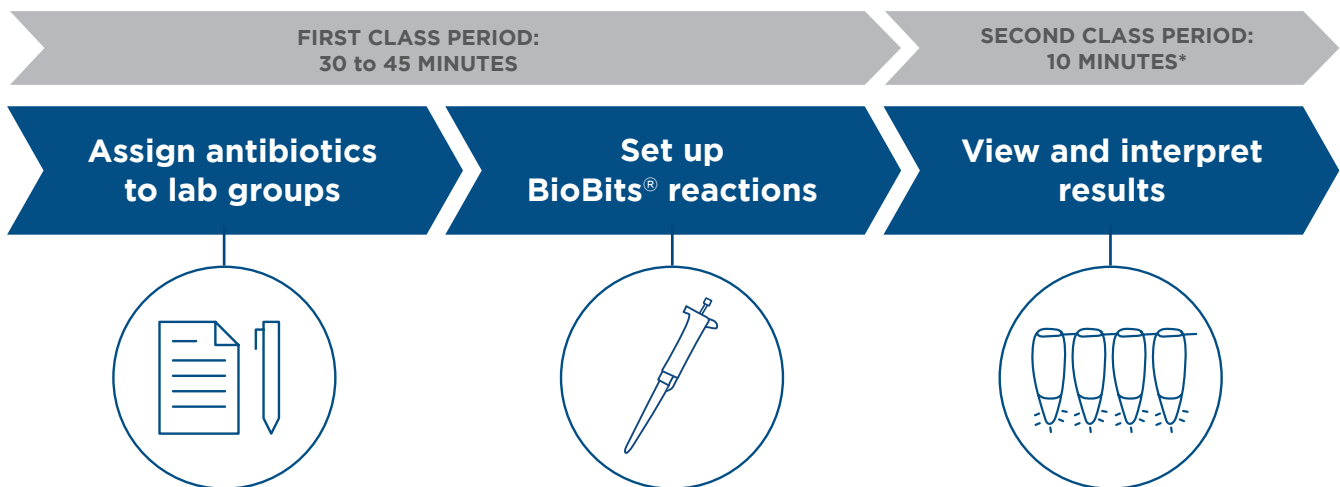 FIRST CLASS PERIOD:
30 to 45 MINUTES
SECOND CLASS PERIOD:
10 MINUTES*
Assign antibiotics
to lab groups
Set up
BioBits® reactions
View and interpret
results